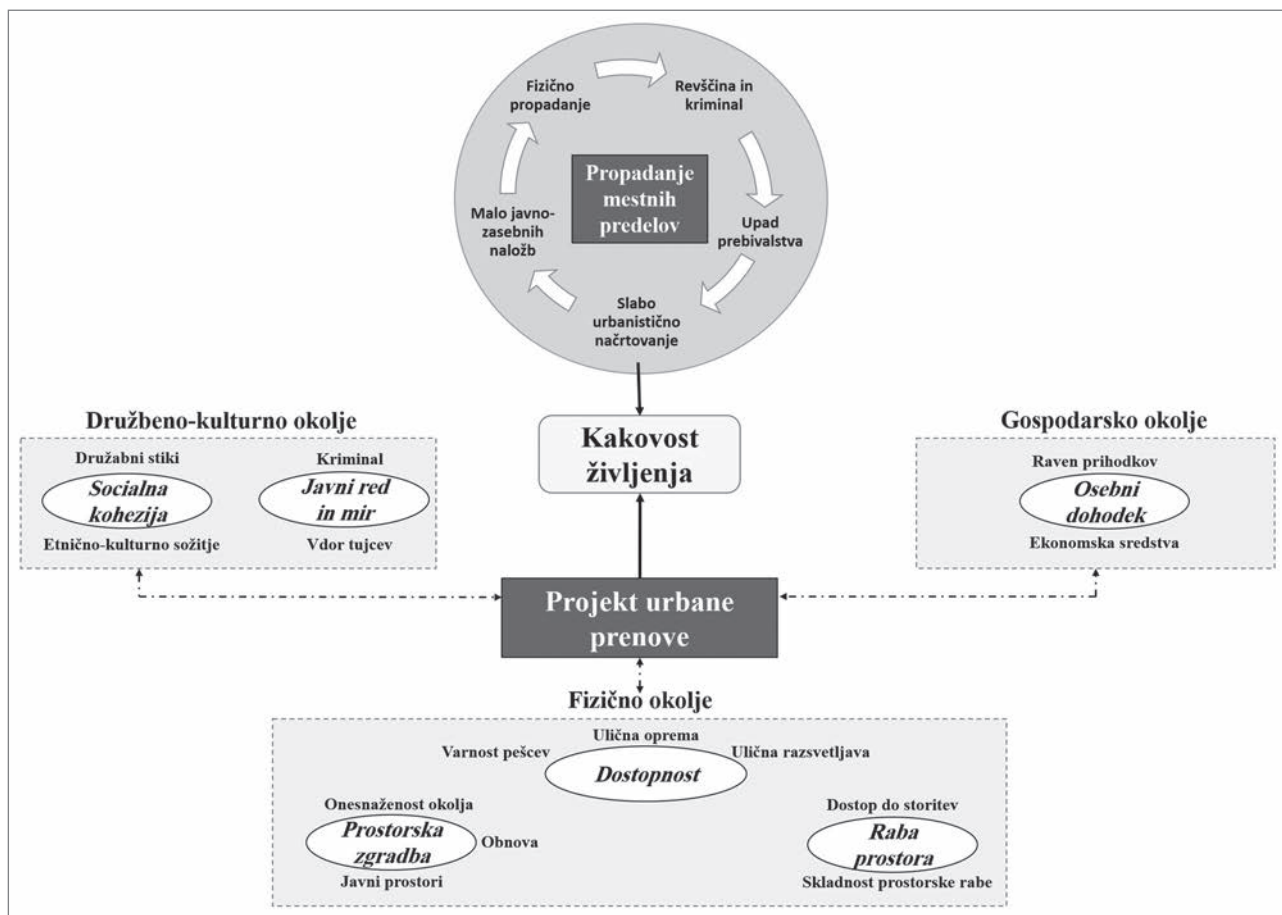 Fizično
propadanje
Revščina in
kriminal
Propadanje
mestnih
predelov
Malo javno-
zasebnih
naložb
Upad
prebivalstva
Slabo
urbanistično
načrtovanje
Kakovost
življenja
Družbeno-kulturno okolje
Družabni stiki
Socialna
kohezija
Etnično-kulturno sožitje
Kriminal
Javni red
in mir
Vdor tujcev
Gospodarsko okolje
Raven prihodkov
Osebni
dohodek
Ekonomska sredstva
Projekt urbane
prenove
Fizično okolje
Ulična oprema
Varnost pešcev
Ulična razsvetljava
Dostopnost
Onesnaženost okolja
Prostorska
zgradba
Obnova
Javni prostori
Dostop do storitev
Raba
prostora
Skladnost prostorske rabe